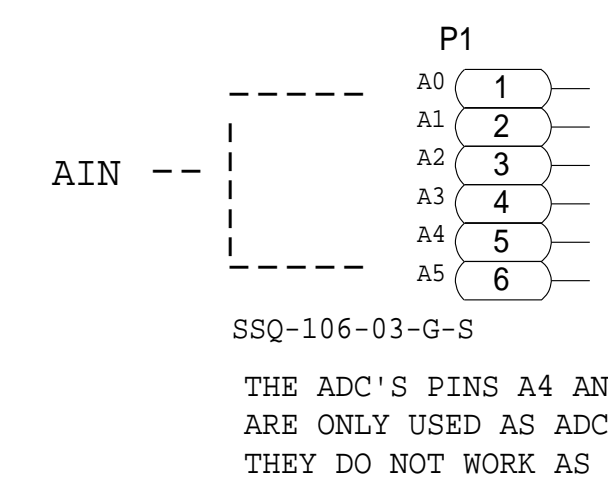 P1
A0 1
A1 2
A2 3
AIN
A3 4
A4 5
A5 6
SSQ-106-03-G-S
THE ADC'S PINS A4 AN
ARE ONLY USED AS ADC
THEY DO NOT WORK AS